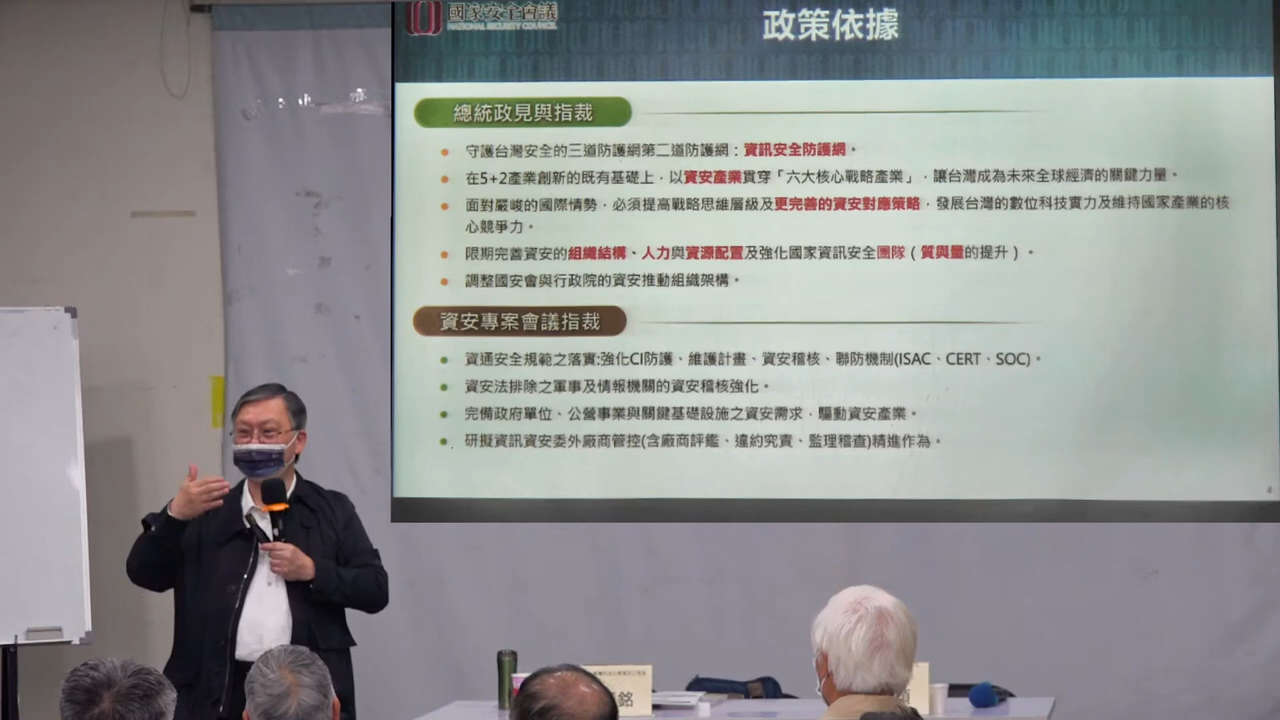 國家安全會議
NATIONAL SECURITY COUNCIL
政策依據
總統政見與指裁
守護台灣安全的三道防護網第二道防護網：資訊安全防護網。
在5+2產業創新的既有基礎上，以資安產業貫穿「六大核心戰略產業」，讓台灣成為未來全球經濟的關鍵力量。
面對嚴峻的國際情勢，必須提高戰略思維層級及更完善的資安對應策略，發展台灣的數位科技實力及維持國家產業的核
心競爭力。
限期完善資安的組織結構、人力與資源配置及強化國家資訊安全團隊（質與量的提升）。
調整國安會與行政院的資安推動組織架構。
資安專案會議指裁
資通安全規範之落實:強化CI防護、維護計畫、資安稽核、聯防機制(ISAC、CERT、SOC)。
資安法排除之軍事及情報機關的資安稽核強化。
完備政府單位、公營事業與關鍵基礎設施之資安需求，驅動資安產業。
研擬資訊資安委外廠商管控(含廠商評鑑、違約究責、監理稽查)精進作為。
4
銘